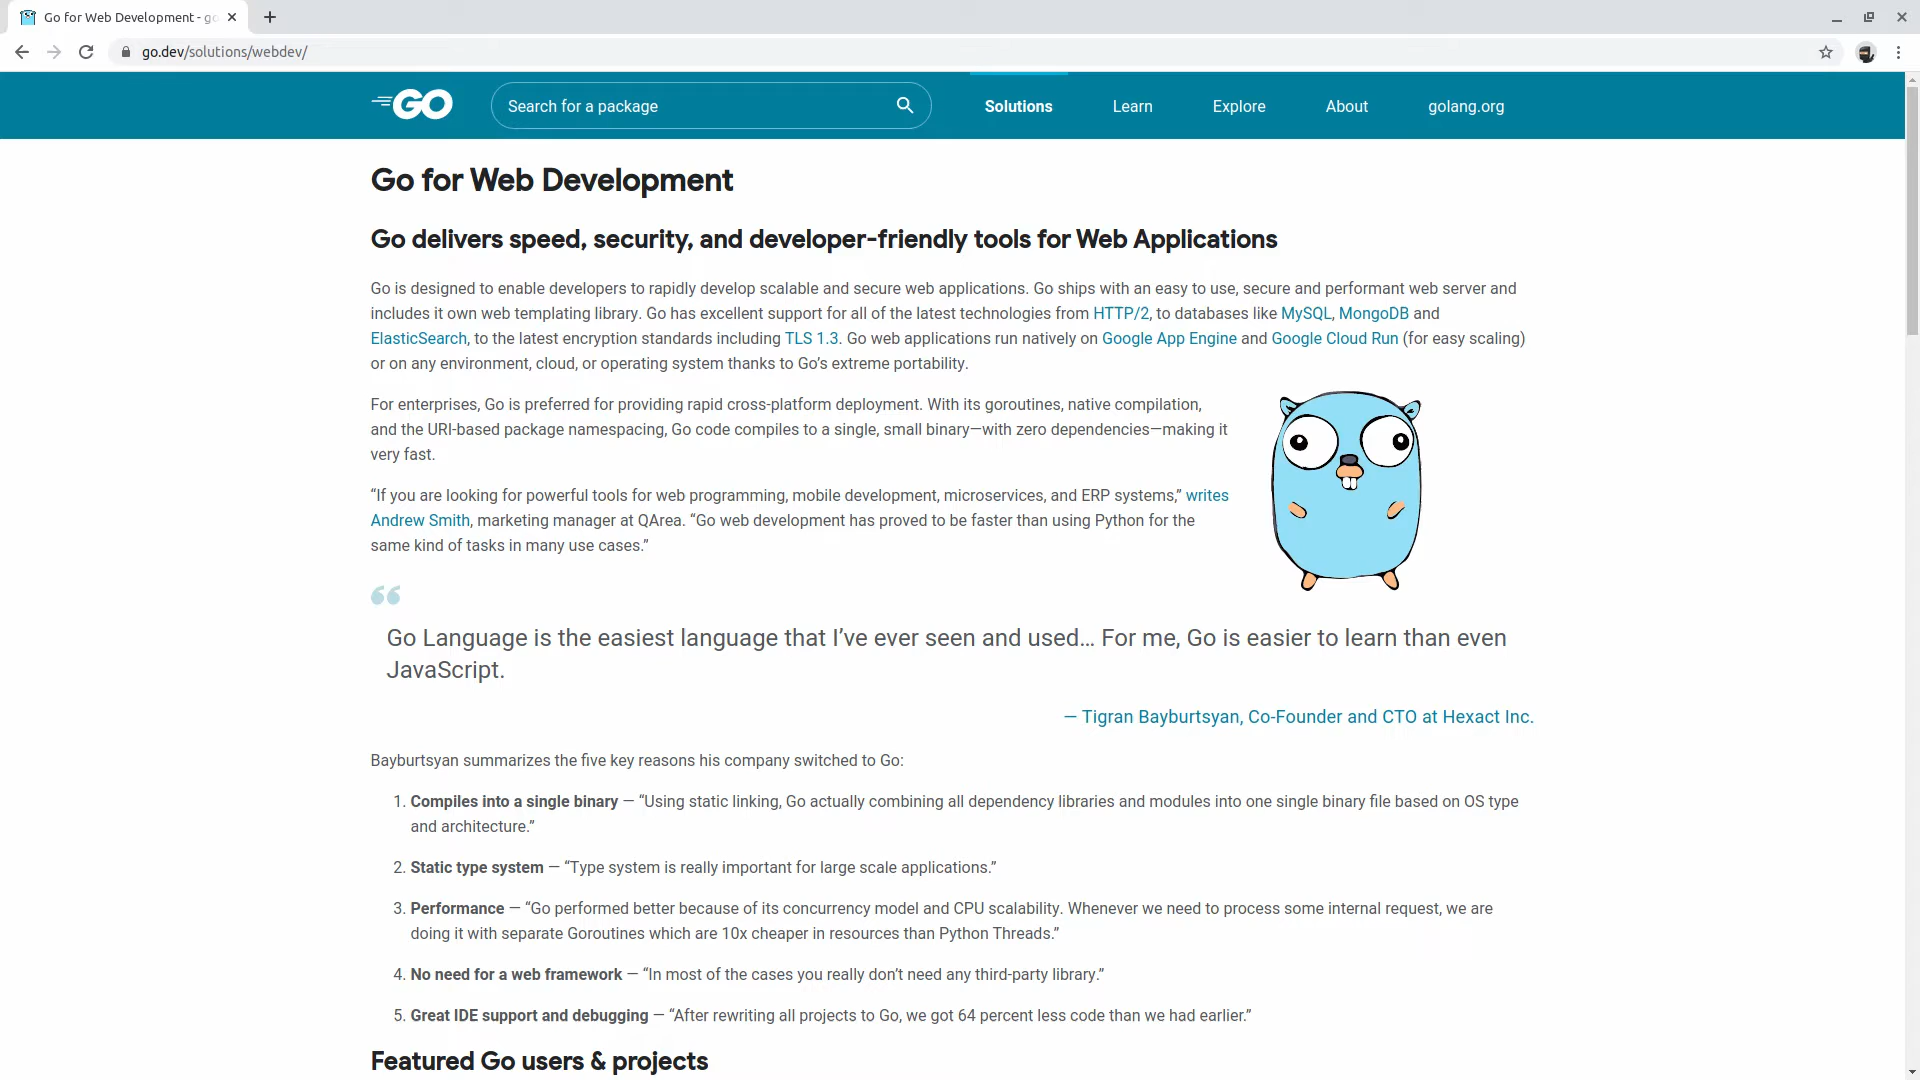 Go for Web Development - go
go.dev/solutions/webdev/
GO
Search for a package
Solutions
Learn
Explore
About
golang.org
Go for Web Development
Go delivers speed, security, and developer-friendly tools for Web Applications
Go is designed to enable developers to rapidly develop scalable and secure web applications. Go ships with an easy to use, secure and performant web server and
includes it own web templating library. Go has excellent support for all of the latest technologies from HTTP/2, to databases like MySQL, MongoDB and
ElasticSearch, to the latest encryption standards including TLS 1.3. Go web applications run natively on Google App Engine and Google Cloud Run (for easy scaling)
or on any environment, cloud, or operating system thanks to Go’s extreme portability.
For enterprises, Go is preferred for providing rapid cross-platform deployment. With its goroutines, native compilation,
and the URI-based package namespacing, Go code compiles to a single, small binary—with zero dependencies—making it
very fast.
“If you are looking for powerful tools for web programming, mobile development, microservices, and ERP systems,” writes
Andrew Smith, marketing manager at QArea. “Go web development has proved to be faster than using Python for the
same kind of tasks in many use cases.”
“
Go Language is the easiest language that I’ve ever seen and used… For me, Go is easier to learn than even
JavaScript.
— Tigran Bayburtsyan, Co-Founder and CTO at Hexact Inc.
Bayburtsyan summarizes the five key reasons his company switched to Go:
1. Compiles into a single binary — “Using static linking, Go actually combining all dependency libraries and modules into one single binary file based on OS type
and architecture.”
2. Static type system — “Type system is really important for large scale applications.”
3. Performance — “Go performed better because of its concurrency model and CPU scalability. Whenever we need to process some internal request, we are
doing it with separate Goroutines which are 10x cheaper in resources than Python Threads.”
4. No need for a web framework — “In most of the cases you really don’t need any third-party library.”
5. Great IDE support and debugging — “After rewriting all projects to Go, we got 64 percent less code than we had earlier.”
Featured Go users & projects